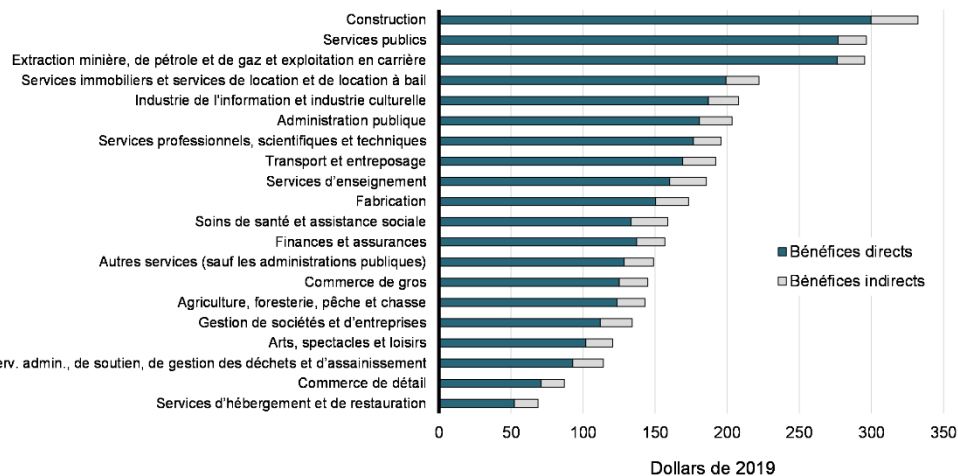 Construction
Services publics
Extraction minière, de pétrole et de gaz et exploitation en carrière
Services immobiliers et services de location et de location à bail
Industrie de l'information et industrie culturelle
Administration publique
Services professionnels, scientifiques et techniques
Transport et entreposage
Services d'enseignement
Fabrication
Soins de santé et assistance sociale
Finances et assurances
Autres services (sauf les administrations publiques)
Commerce de gros
Agriculture, foresterie, pêche et chasse
Gestion de sociétés et d'entreprises
Arts, spectacles et loisirs
erv. admin., de soutien, de gestion des déchets et d'assainissement
Commerce de détail
Services d'hébergement et de restauration
Bénéfices directs
Bénéfices indirects
0 50 100 150 200 250 300 350
Dollars de 2019